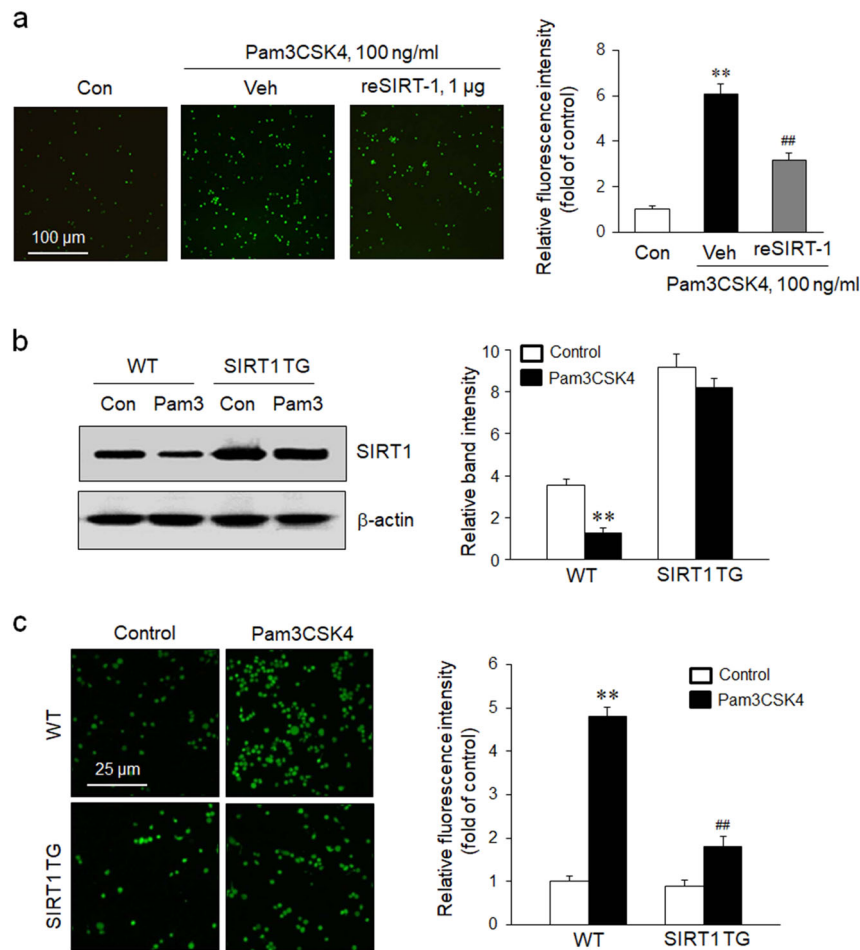 a
Pam3CSK4, 100 ng/ml
Con
Veh
reSIRT-1, 1 µg
100 µm
Relative fluorescence intensity
(fold of control)
8
6
4
2
0
**
##
Con
Veh
reSIRT-1
Pam3CSK4, 100 ng/ml
b
WT
SIRT1 TG
Con
Pam3
Con
Pam3
SIRT1
β-actin
Relative band intensity
10
8
6
4
2
0
Control
Pam3CSK4
**
WT
SIRT1 TG
c
Control
Pam3CSK4
WT
25 µm
SIRT1 TG
Relative fluorescence intensity
(fold of control)
6
5
4
3
2
1
0
Control
Pam3CSK4
**
##
WT
SIRT1 TG